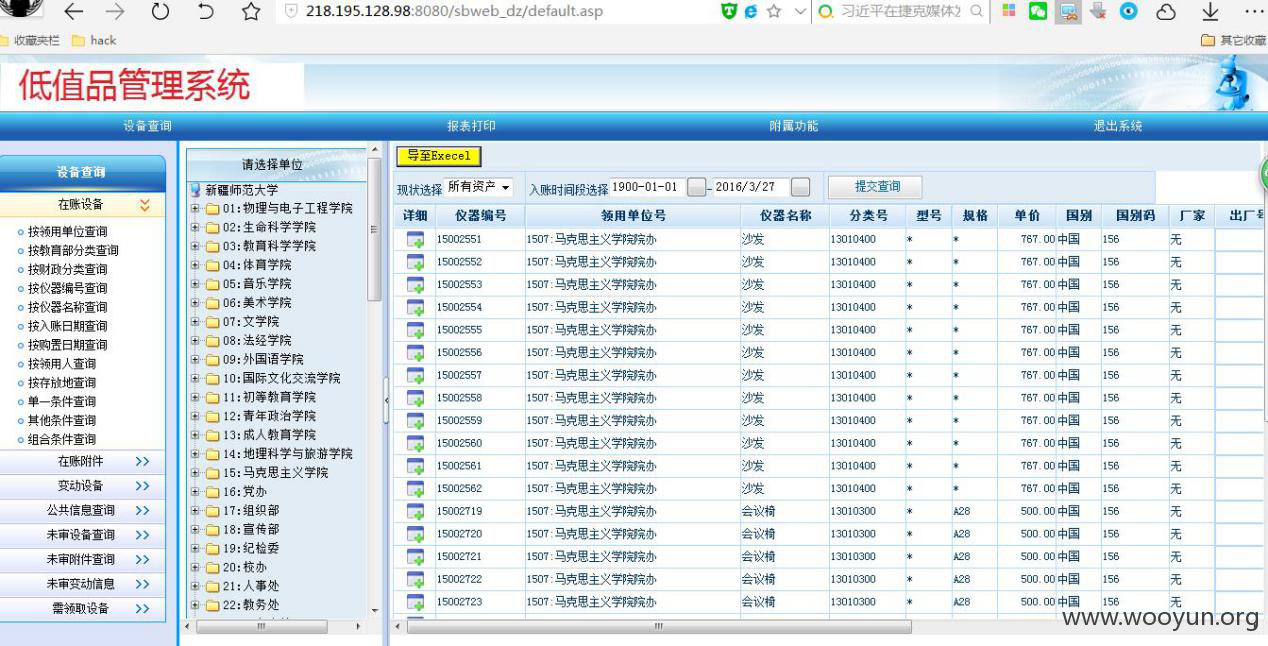 218.195.128.98:8080/sbweb_dz/default.asp
习近平在捷克媒体发
收藏夹栏 hack 其它收藏
低值品管理系统
设备查询 报表打印 附属功能 退出系统
设备查询
在账设备
按领用单位查询
按教育部分类查询
按财政分类查询
按仪器编号查询
按仪器名称查询
按入账日期查询
按购置日期查询
按领用人查询
按存放地查询
单一条件查询
其他条件查询
组合条件查询
在账附件 >>
变动设备 >>
公共信息查询 >>
未审设备查询 >>
未审附件查询 >>
未审变动信息 >>
需领取设备 >>
请选择单位
新疆师范大学
01:物理与电子工程学院
02:生命科学学院
03:教育科学学院
04:体育学院
05:音乐学院
06:美术学院
07:文学院
08:法经学院
09:外国语学院
10:国际文化交流学院
11:初等教育学院
12:青年政治学院
13:成人教育学院
14:地理科学与旅游学院
15:马克思主义学院
16:党办
17:组织部
18:宣传部
19:纪检委
20:校办
21:人事处
22:教务处
导至Execel
现状选择 所有资产 入账时间段选择 1900-01-01 - 2016/3/27 提交查询
详细 仪器编号 领用单位号 仪器名称 分类号 型号 规格 单价 国别 国别码 厂家 出厂号
15002551 1507:马克思主义学院院办 沙发 13010400 * * 767.00 中国 156 无
15002552 1507:马克思主义学院院办 沙发 13010400 * * 767.00 中国 156 无
15002553 1507:马克思主义学院院办 沙发 13010400 * * 767.00 中国 156 无
15002554 1507:马克思主义学院院办 沙发 13010400 * * 767.00 中国 156 无
15002555 1507:马克思主义学院院办 沙发 13010400 * * 767.00 中国 156 无
15002556 1507:马克思主义学院院办 沙发 13010400 * * 767.00 中国 156 无
15002557 1507:马克思主义学院院办 沙发 13010400 * * 767.00 中国 156 无
15002558 1507:马克思主义学院院办 沙发 13010400 * * 767.00 中国 156 无
15002559 1507:马克思主义学院院办 沙发 13010400 * * 767.00 中国 156 无
15002560 1507:马克思主义学院院办 沙发 13010400 * * 767.00 中国 156 无
15002561 1507:马克思主义学院院办 沙发 13010400 * * 767.00 中国 156 无
15002562 1507:马克思主义学院院办 沙发 13010400 * * 767.00 中国 156 无
15002719 1507:马克思主义学院院办 会议椅 13010300 * A28 500.00 中国 156 无
15002720 1507:马克思主义学院院办 会议椅 13010300 * A28 500.00 中国 156 无
15002721 1507:马克思主义学院院办 会议椅 13010300 * A28 500.00 中国 156 无
15002722 1507:马克思主义学院院办 会议椅 13010300 * A28 500.00 中国 156 无
15002723 1507:马克思主义学院院办 会议椅 13010300 * A28 500.00 中国 156 无
www.wooyun.org